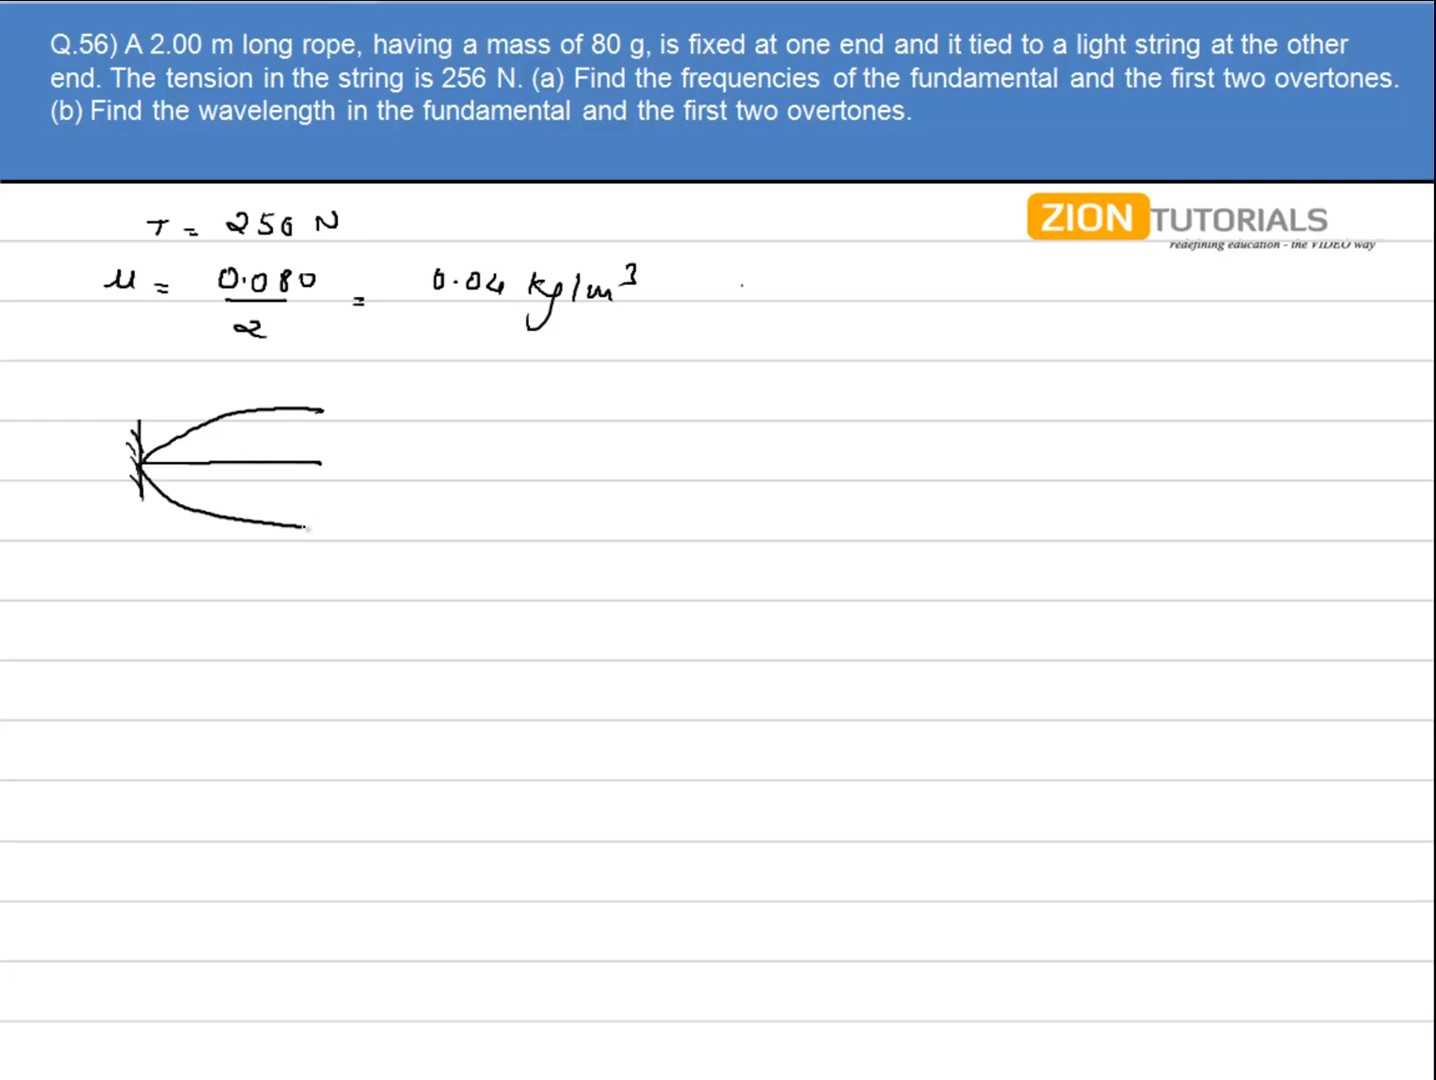 Q.56) A 2.00 m long rope, having a mass of 80 g, is fixed at one end and it tied to a light string at the other
end. The tension in the string is 256 N. (a) Find the frequencies of the fundamental and the first two overtones.
(b) Find the wavelength in the fundamental and the first two overtones.
ZION TUTORIALS
redefining education - the VIDEO way
T = 256 N
μ = 0.080 / 2 = 0.04 kg/m³